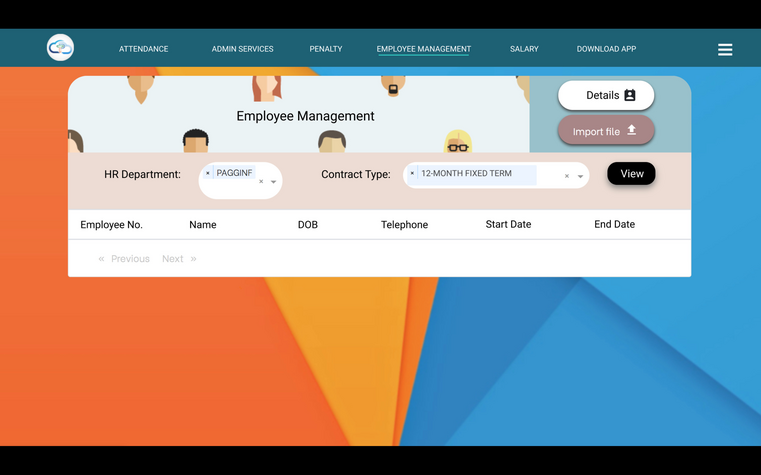 ATTENDANCE ADMIN SERVICES PENALTY EMPLOYEE MANAGEMENT SALARY DOWNLOAD APP
Details
Employee Management
Import file
HR Department: × PAGGINF × Contract Type: × 12-MONTH FIXED TERM × View
Employee No. Name DOB Telephone Start Date End Date
« Previous Next »